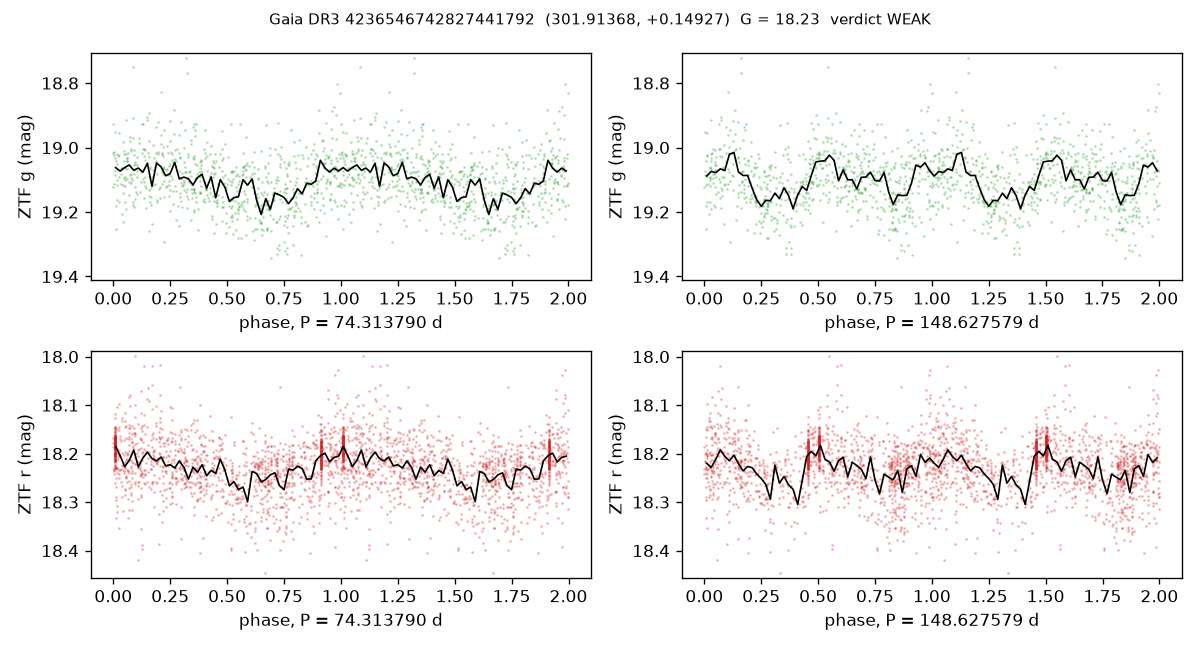 Gaia DR3 4236546742827441792 (301.91368, +0.14927) G = 18.23 verdict WEAK
ZTF g (mag)
18.8
19.0
19.2
19.4
0.00 0.25 0.50 0.75 1.00 1.25 1.50 1.75 2.00
phase, P = 74.313790 d
ZTF g (mag)
18.8
19.0
19.2
19.4
0.00 0.25 0.50 0.75 1.00 1.25 1.50 1.75 2.00
phase, P = 148.627579 d
ZTF r (mag)
18.0
18.1
18.2
18.3
18.4
0.00 0.25 0.50 0.75 1.00 1.25 1.50 1.75 2.00
phase, P = 74.313790 d
ZTF r (mag)
18.0
18.1
18.2
18.3
18.4
0.00 0.25 0.50 0.75 1.00 1.25 1.50 1.75 2.00
phase, P = 148.627579 d